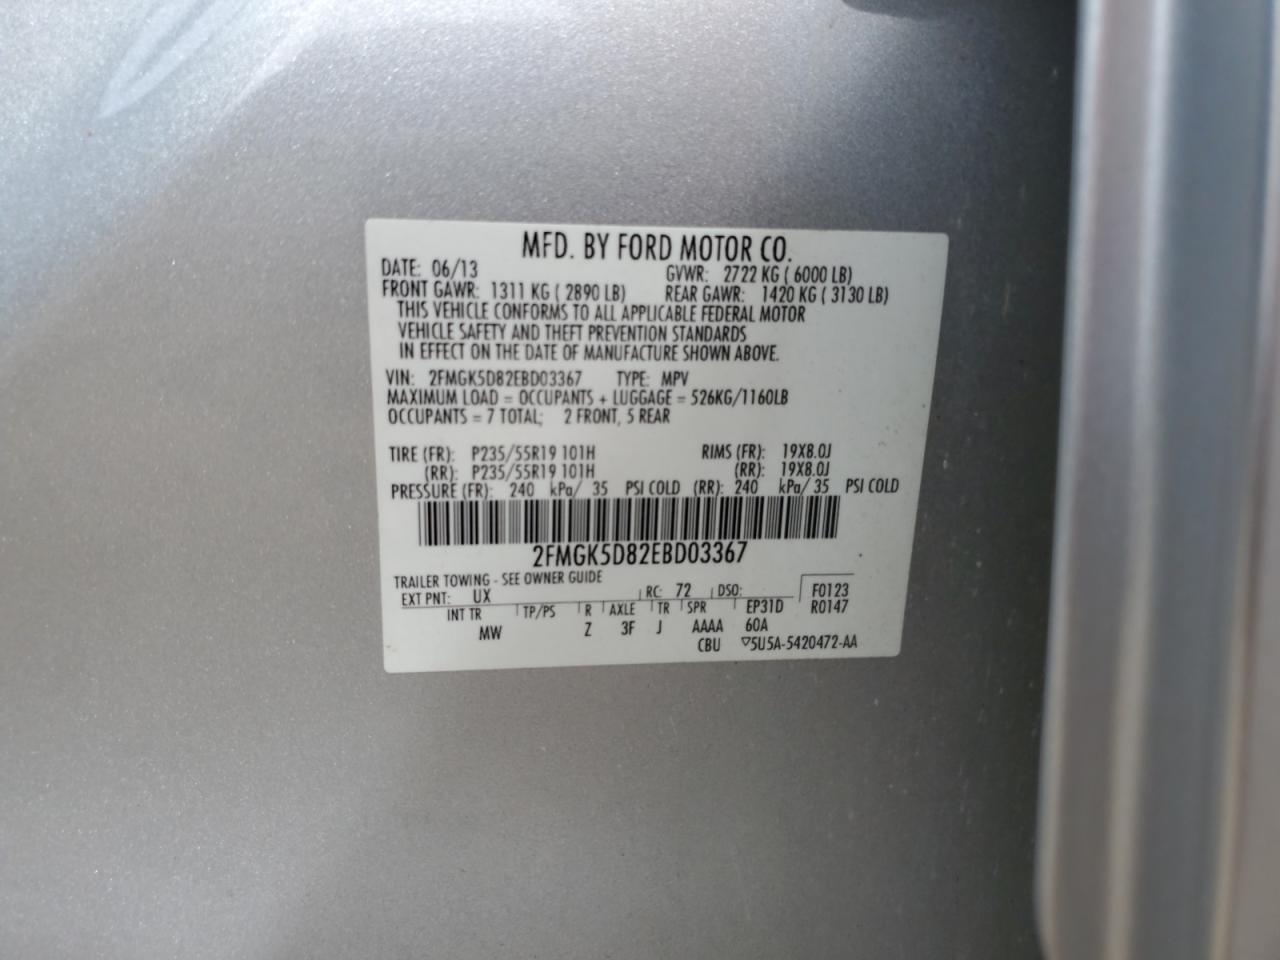 MFD. BY FORD MOTOR CO.
DATE: 06/13 GVWR: 2722 KG ( 6000 LB)
FRONT GAWR: 1311 KG ( 2890 LB) REAR GAWR: 1420 KG ( 3130 LB)
THIS VEHICLE CONFORMS TO ALL APPLICABLE FEDERAL MOTOR
VEHICLE SAFETY AND THEFT PREVENTION STANDARDS
IN EFFECT ON THE DATE OF MANUFACTURE SHOWN ABOVE.
VIN: 2FMGK5D82EBD03367 TYPE: MPV
MAXIMUM LOAD = OCCUPANTS + LUGGAGE = 526KG/1160LB
OCCUPANTS = 7 TOTAL; 2 FRONT, 5 REAR
TIRE (FR): P235/55R19 101H RIMS (FR): 19X8.0J
(RR): P235/55R19 101H (RR): 19X8.0J
PRESSURE (FR): 240 kPa/ 35 PSI COLD (RR): 240 kPa/ 35 PSI COLD
2FMGK5D82EBD03367
TRAILER TOWING - SEE OWNER GUIDE
EXT PNT: UX RC: 72 DSO: F0123
INT TR TP/PS R AXLE TR SPR EP31D R0147
MW Z 3F J AAAA 60A
CBU ▽5U5A-5420472-AA